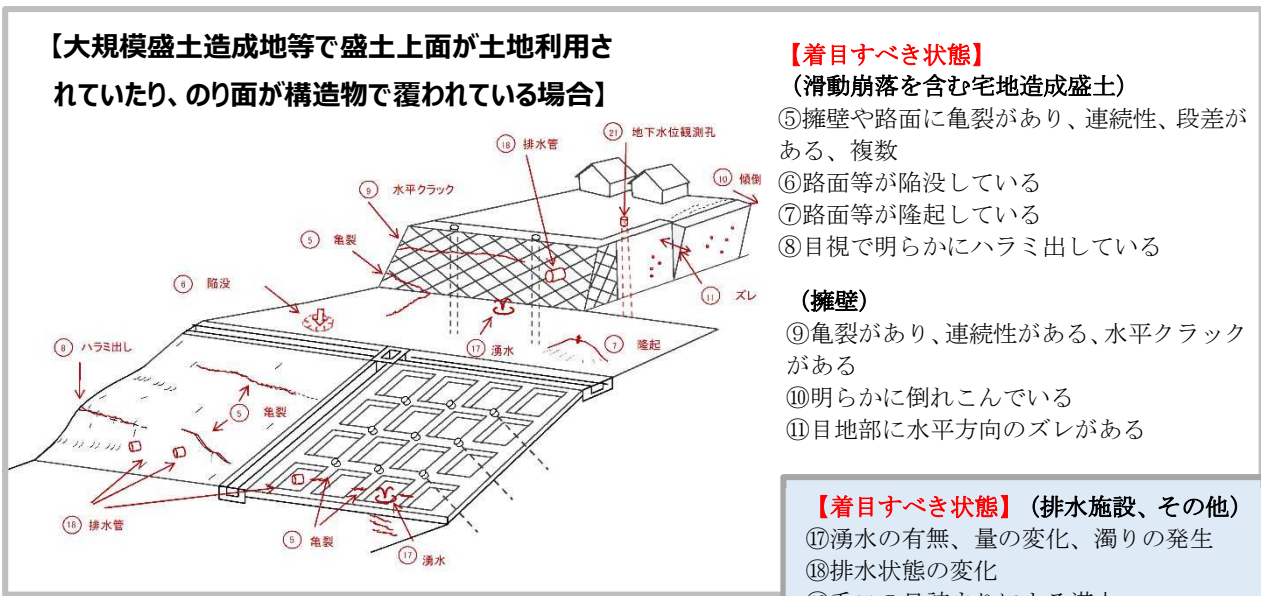 【大規模盛土造成地等で盛土上面が土地利用さ
れていたり、のり面が構造物で覆われている場合】
㉑ 地下水位観測孔
⑱ 排水管
⑩ 傾倒
⑨ 水平クラック
⑤ 亀裂
⑥ 陥没
⑪ ズレ
⑧ ハラミ出し
⑰ 湧水
⑦ 隆起
⑤ 亀裂
⑱ 排水管
⑤ 亀裂
⑰ 湧水
【着目すべき状態】
(滑動崩落を含む宅地造成盛土)
⑤擁壁や路面に亀裂があり、連続性、段差が
ある、複数
⑥路面等が陥没している
⑦路面等が隆起している
⑧目視で明らかにハラミ出している
(擁壁)
⑨亀裂があり、連続性がある、水平クラック
がある
⑩明らかに倒れこんでいる
⑪目地部に水平方向のズレがある
【着目すべき状態】(排水施設、その他)
⑰湧水の有無、量の変化、濁りの発生
⑱排水状態の変化